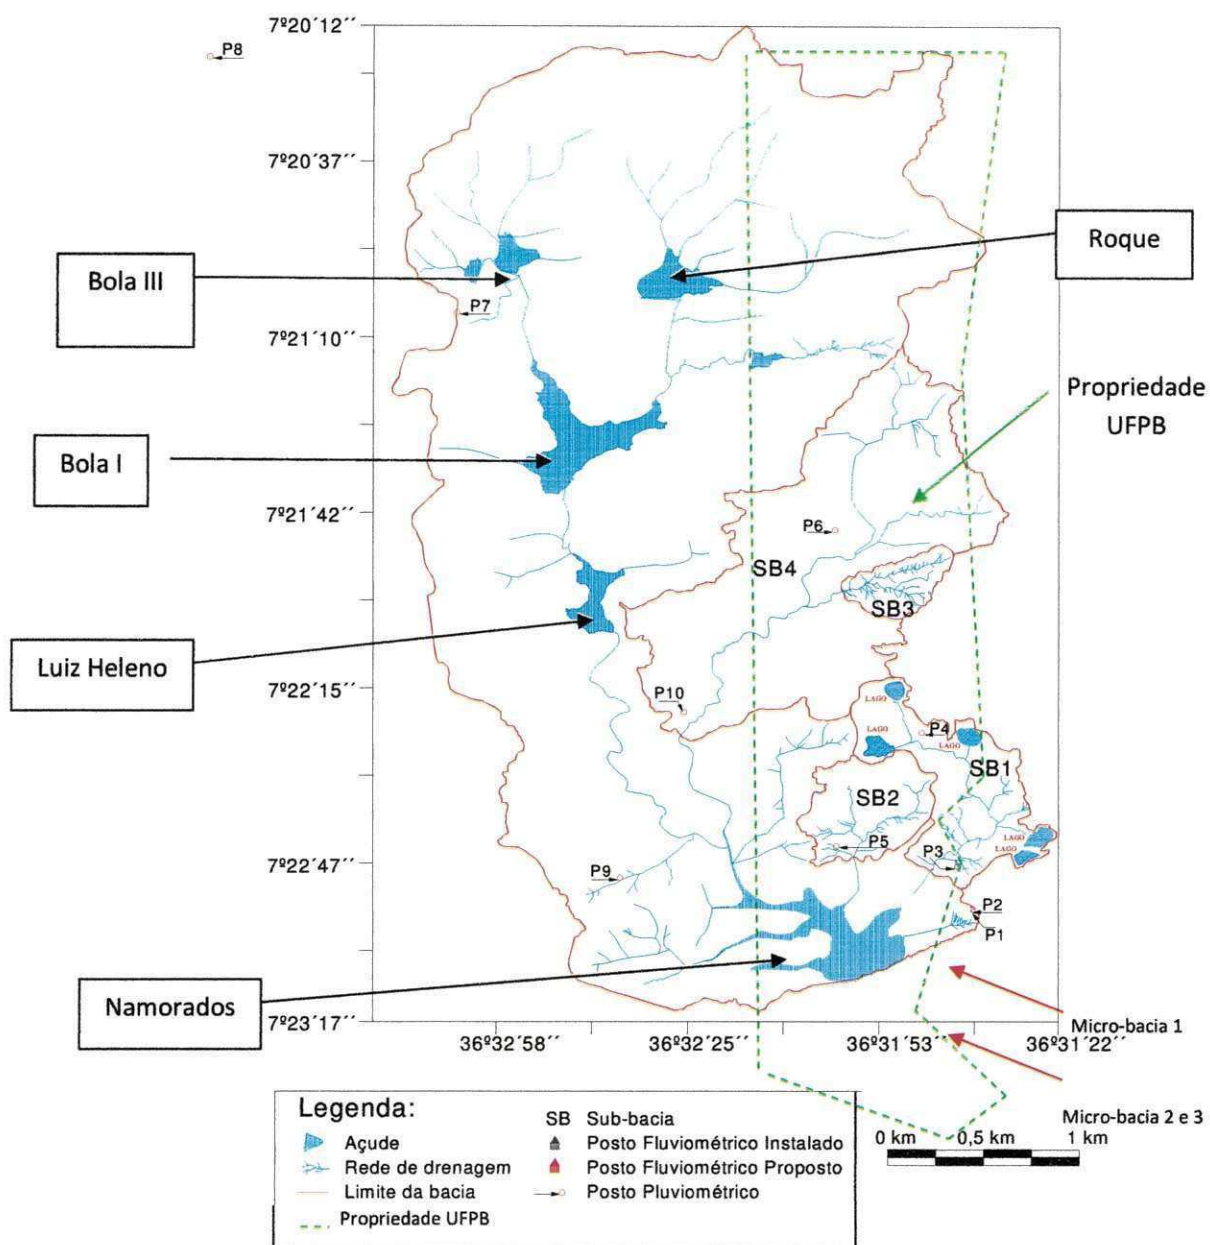 7º20´12´´
P8
7º20´37´´
Roque
Bola III
P7
7º21´10´´
Propriedade
UFPB
Bola I
7º21´42´´
P6
SB4
SB3
Luiz Heleno
7º22´15´´
P10
LAGO
LAGO
P4
LAGO
SB1
SB2
LAGO
LAGO
P5
P3
7º22´47´´
P9
P2
P1
Namorados
7º23´17´´
Micro-bacia 1
36º32´58´´
36º32´25´´
36º31´53´´
36º31´22´´
Micro-bacia 2 e 3
0 km 0,5 km 1 km
Legenda:
Açude
Rede de drenagem
Limite da bacia
Propriedade UFPB
SB Sub-bacia
Posto Fluviométrico Instalado
Posto Fluviométrico Proposto
Posto Pluviométrico